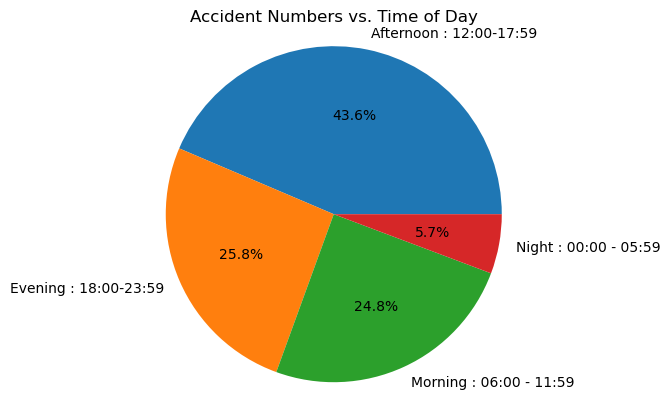 Accident Numbers vs. Time of Day
Afternoon : 12:00-17:59
43.6%
5.7%
Night : 00:00 - 05:59
25.8%
Evening : 18:00-23:59
24.8%
Morning : 06:00 - 11:59